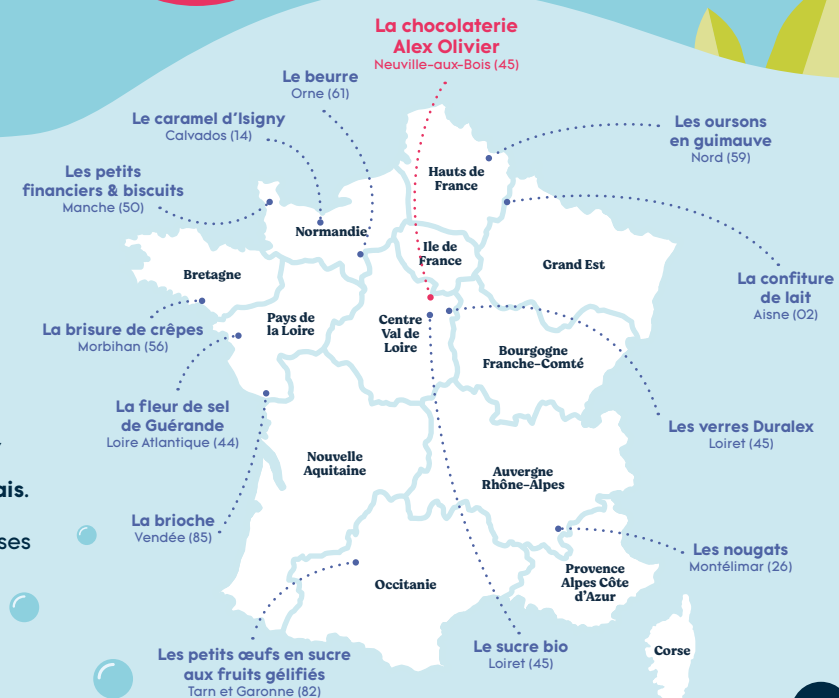 La chocolaterie
Alex Olivier
Neuville-aux-Bois (45)
Le beurre
Orne (61)
Le caramel d'Isigny
Calvados (14)
Les petits
financiers & biscuits
Manche (50)
Les oursons
en guimauve
Nord (59)
Hauts de
France
Normandie
Ile de
France
Grand Est
Bretagne
La confiture
de lait
Aisne (02)
Pays de
la Loire
Centre
Val de
Loire
La brisure de crêpes
Morbihan (56)
Bourgogne
Franche-Comté
La fleur de sel
de Guérande
Loire Atlantique (44)
Les verres Duralex
Loiret (45)
Nouvelle
Aquitaine
Auvergne
Rhône-Alpes
ais.
La brioche
Vendée (85)
ses
Les nougats
Montélimar (26)
Occitanie
Provence
Alpes Côte
d'Azur
Les petits œufs en sucre
aux fruits gélifiés
Tarn et Garonne (82)
Le sucre bio
Loiret (45)
Corse